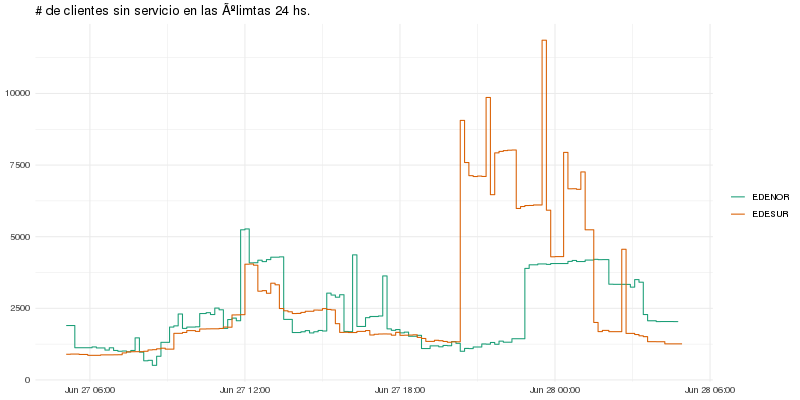 # de clientes sin servicio en las Ãºlimtas 24 hs.
10000
7500
5000
2500
0
Jun 27 06:00 Jun 27 12:00 Jun 27 18:00 Jun 28 00:00 Jun 28 06:00
EDENOR
EDESUR